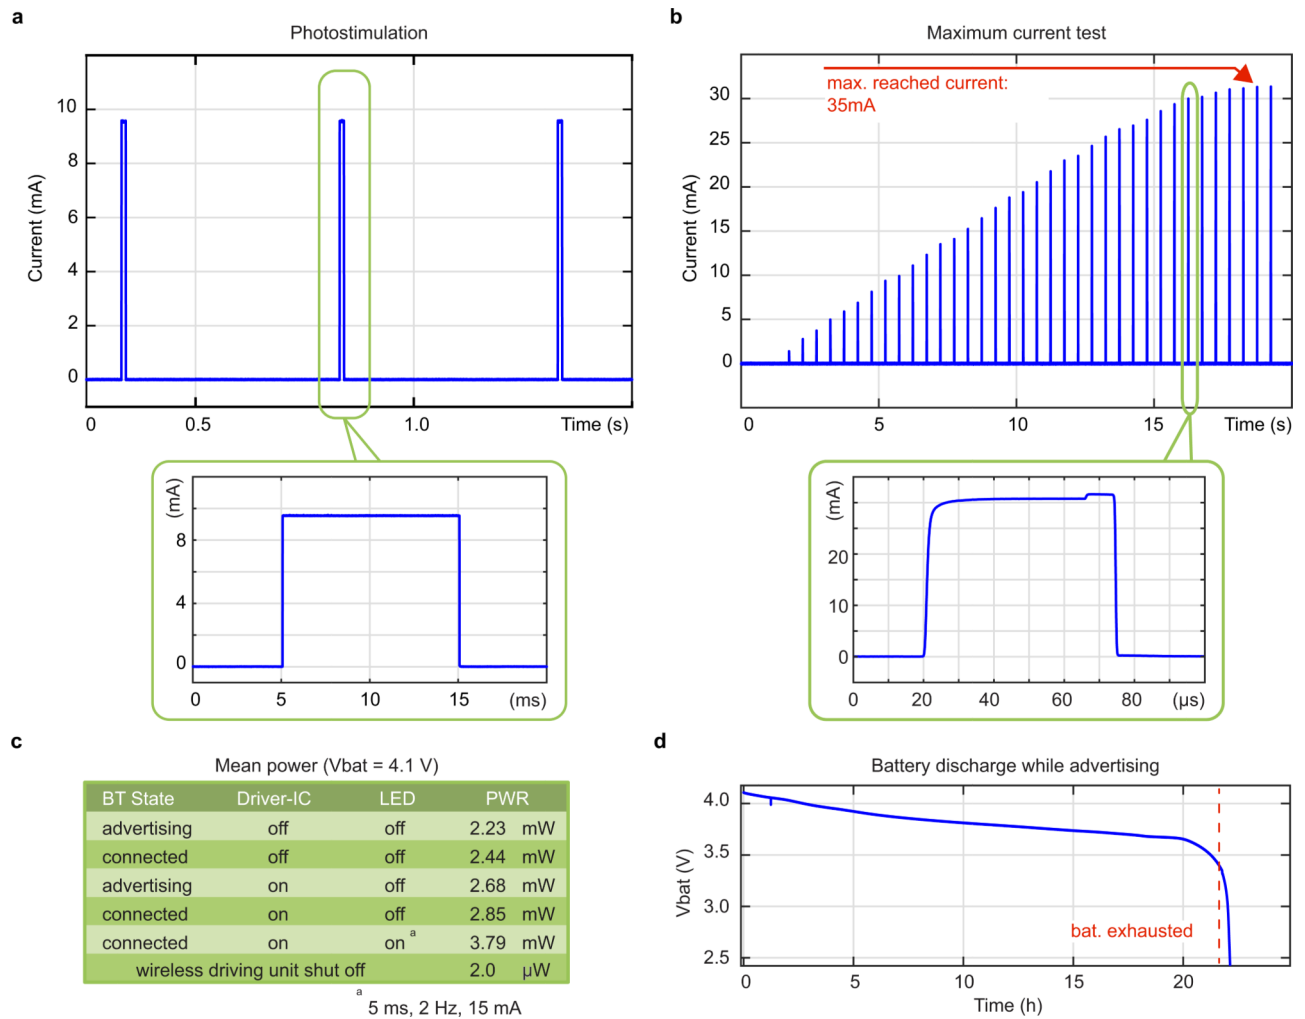 a
Photostimulation
Current (mA)
10
8
6
4
2
0
0 0.5 1.0 Time (s)
(mA)
8
4
0
0 5 10 15 (ms)
b
Maximum current test
max. reached current:
35mA
Current (mA)
30
25
20
15
10
5
0
0 5 10 15 Time (s)
(mA)
20
10
0
0 20 40 60 80 (µs)
c
Mean power (Vbat = 4.1 V)
BT State Driver-IC LED PWR
advertising off off 2.23 mW
connected off off 2.44 mW
advertising on off 2.68 mW
connected on off 2.85 mW
connected on on a 3.79 mW
wireless driving unit shut off 2.0 µW
a 5 ms, 2 Hz, 15 mA
d
Battery discharge while advertising
Vbat (V)
4.0
3.5
3.0
2.5
bat. exhausted
0 5 10 15 20
Time (h)